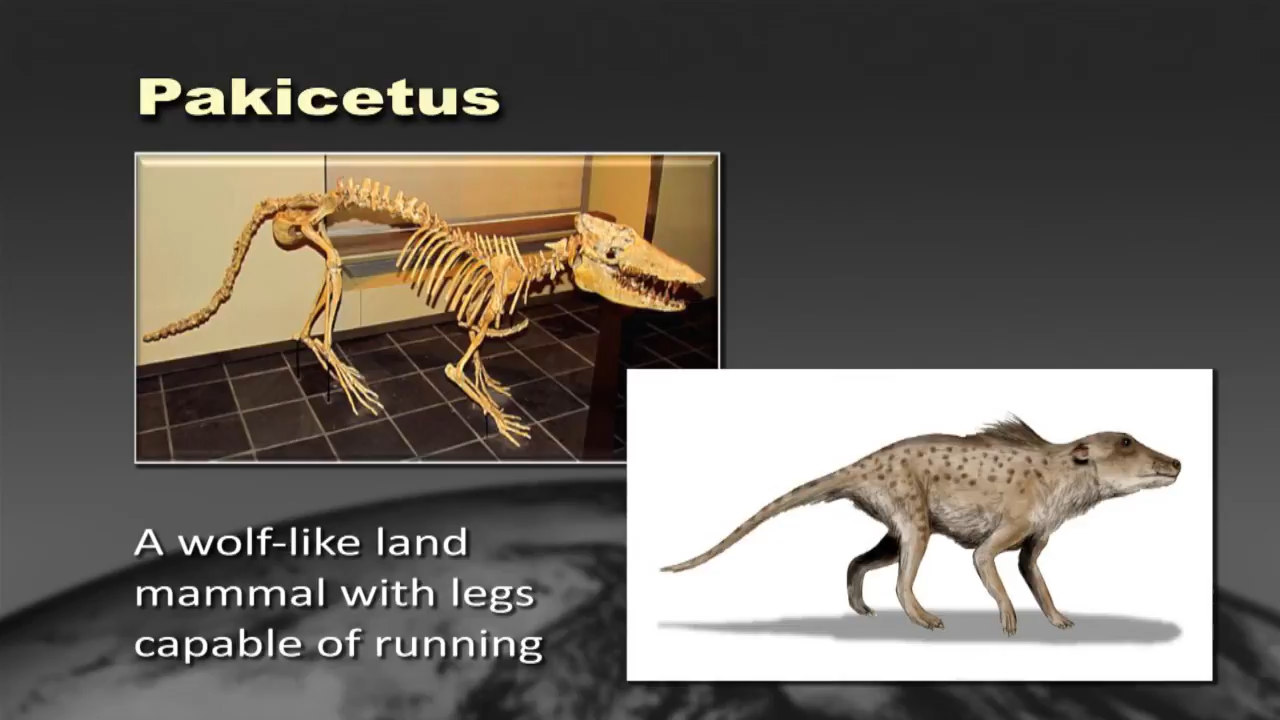 Pakicetus
A wolf-like land
mammal with legs
capable of running